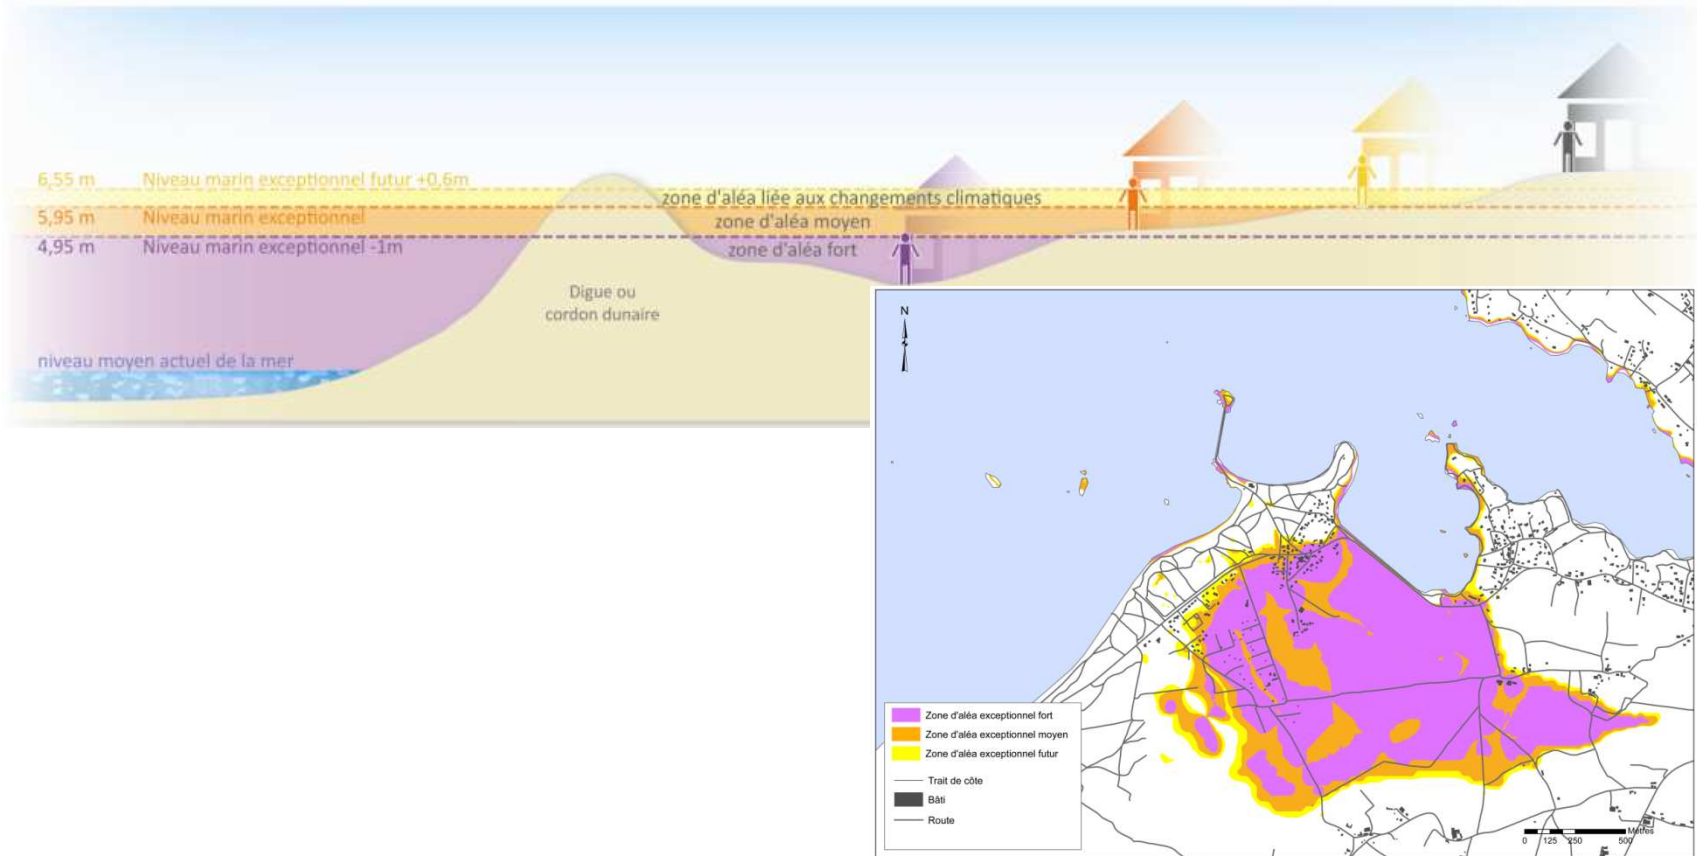 6,55 m Niveau marin exceptionnel futur +0,6m
zone d'aléa liée aux changements climatiques
5,95 m Niveau marin exceptionnel
zone d'aléa moyen
4,95 m Niveau marin exceptionnel -1m
zone d'aléa fort
Digue ou
cordon dunaire
niveau moyen actuel de la mer
N
Zone d'aléa exceptionnel fort
Zone d'aléa exceptionnel moyen
Zone d'aléa exceptionnel futur
Trait de côte
Bâti
Route
Mètres
0 125 250 500